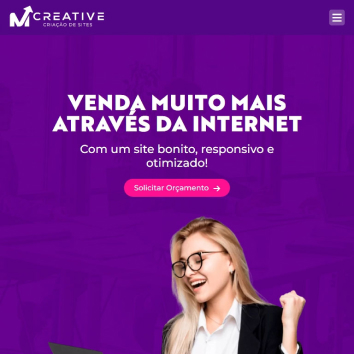 M CREATIVE
CRIAÇÃO DE SITES
VENDA MUITO MAIS
ATRAVÉS DA INTERNET
Com um site bonito, responsivo e
otimizado!
Solicitar Orçamento →